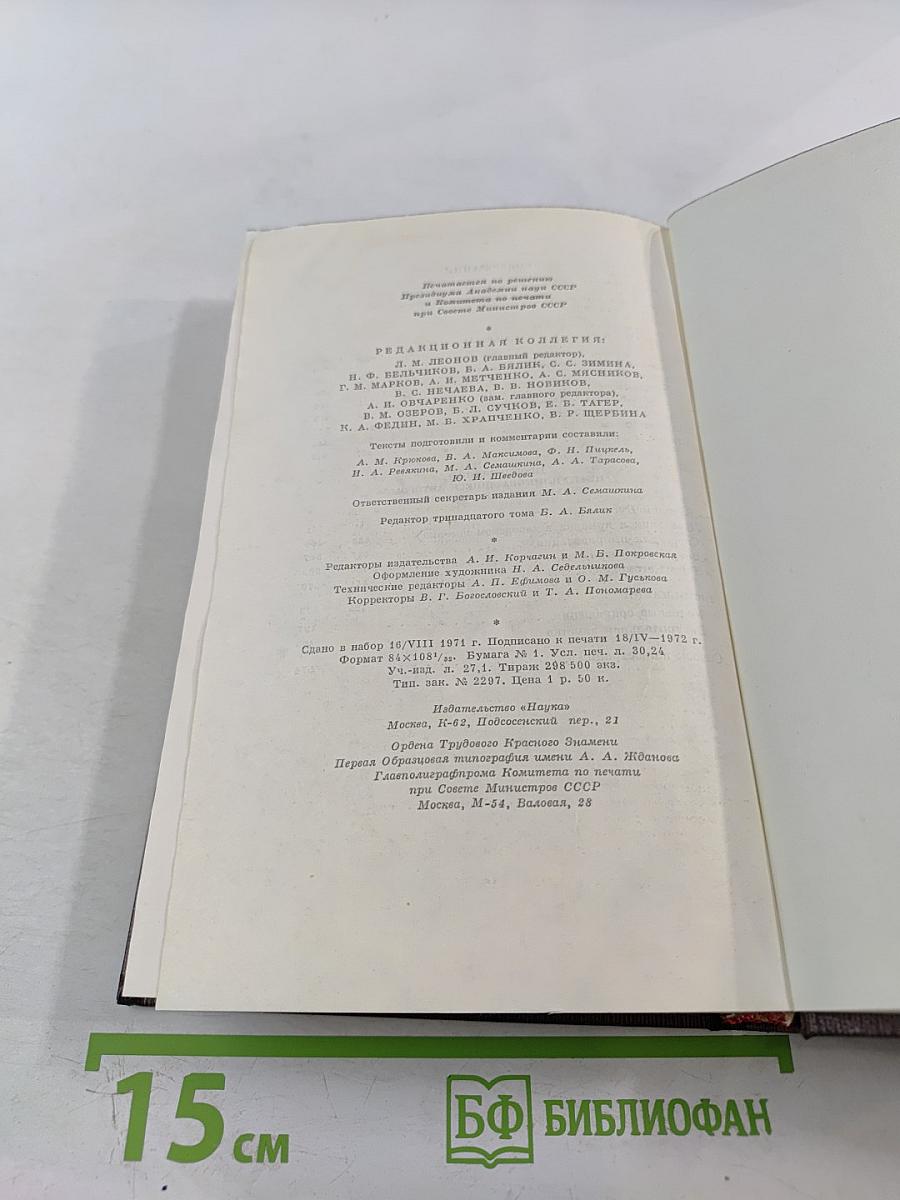 Печатается по решению
Президиума Академии наук СССР
и Комитета по печати
при Совете Министров СССР
*
РЕДАКЦИОННАЯ КОЛЛЕГИЯ:
Л. М. ЛЕОНОВ (главный редактор),
Н. Ф. БЕЛЬЧИКОВ, Б. А. БЯЛИК, С. С. ЗИМИНА,
Г. М. МАРКОВ, А. И. МЕТЧЕНКО, А. С. МЯСНИКОВ,
В. С. НЕЧАЕВА, В. В. НОВИКОВ,
А. И. ОВЧАРЕНКО (зам. главного редактора),
В. М. ОЗЕРОВ, Б. Л. СУЧКОВ, Е. Б. ТАГЕР,
К. А. ФЕДИН, М. Б. ХРАПЧЕНКО, В. Р. ЩЕРБИНА
Тексты подготовили и комментарии составили:
А. М. Крюкова, В. А. Максимова, Ф. Н. Пицкель,
Н. А. Ревякина, М. А. Семашкина, А. А. Тарасова,
Ю. И. Шведова
Ответственный секретарь издания М. А. Семашкина
Редактор тринадцатого тома Б. А. Бялик
*
Редакторы издательства А. И. Корчагин и М. Б. Покровская
Оформление художника Н. А. Седельникова
Технические редакторы А. П. Ефимова и О. М. Гуськова
Корректоры В. Г. Богословский и Т. А. Пономарева
*
Сдано в набор 16/VIII 1971 г. Подписано к печати 18/IV—1972 г.
Формат 84×108¹/₃₂. Бумага № 1. Усл. печ. л. 30,24
Уч.-изд. л. 27,1. Тираж 298 500 экз.
Тип. зак. № 2297. Цена 1 р. 50 к.
Издательство «Наука»
Москва, К-62, Подсосенский пер., 21
Ордена Трудового Красного Знамени
Первая Образцовая типография имени А. А. Жданова
Главполиграфпрома Комитета по печати
при Совете Министров СССР
Москва, М-54, Валовая, 28
15 см
БФ БИБЛИОФАН